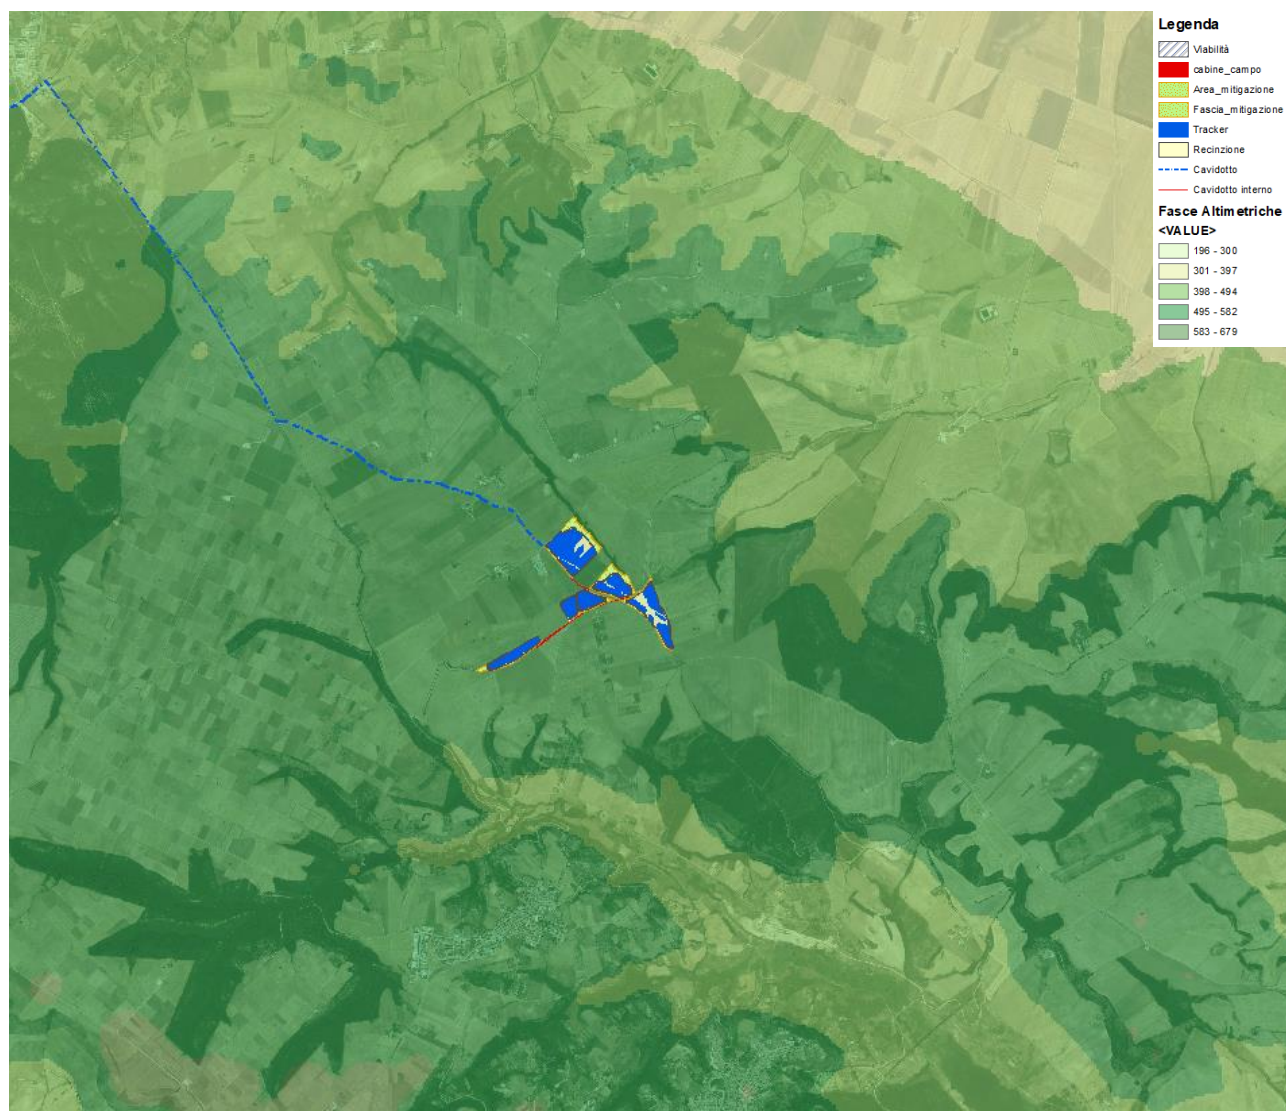 Legenda
Viabilità
cabine_campo
Area_mitigazione
Fascia_mitigazione
Tracker
Recinzione
Cavidotto
Cavidotto interno
Fasce Altimetriche
<VALUE>
196 - 300
301 - 397
398 - 494
495 - 582
583 - 679